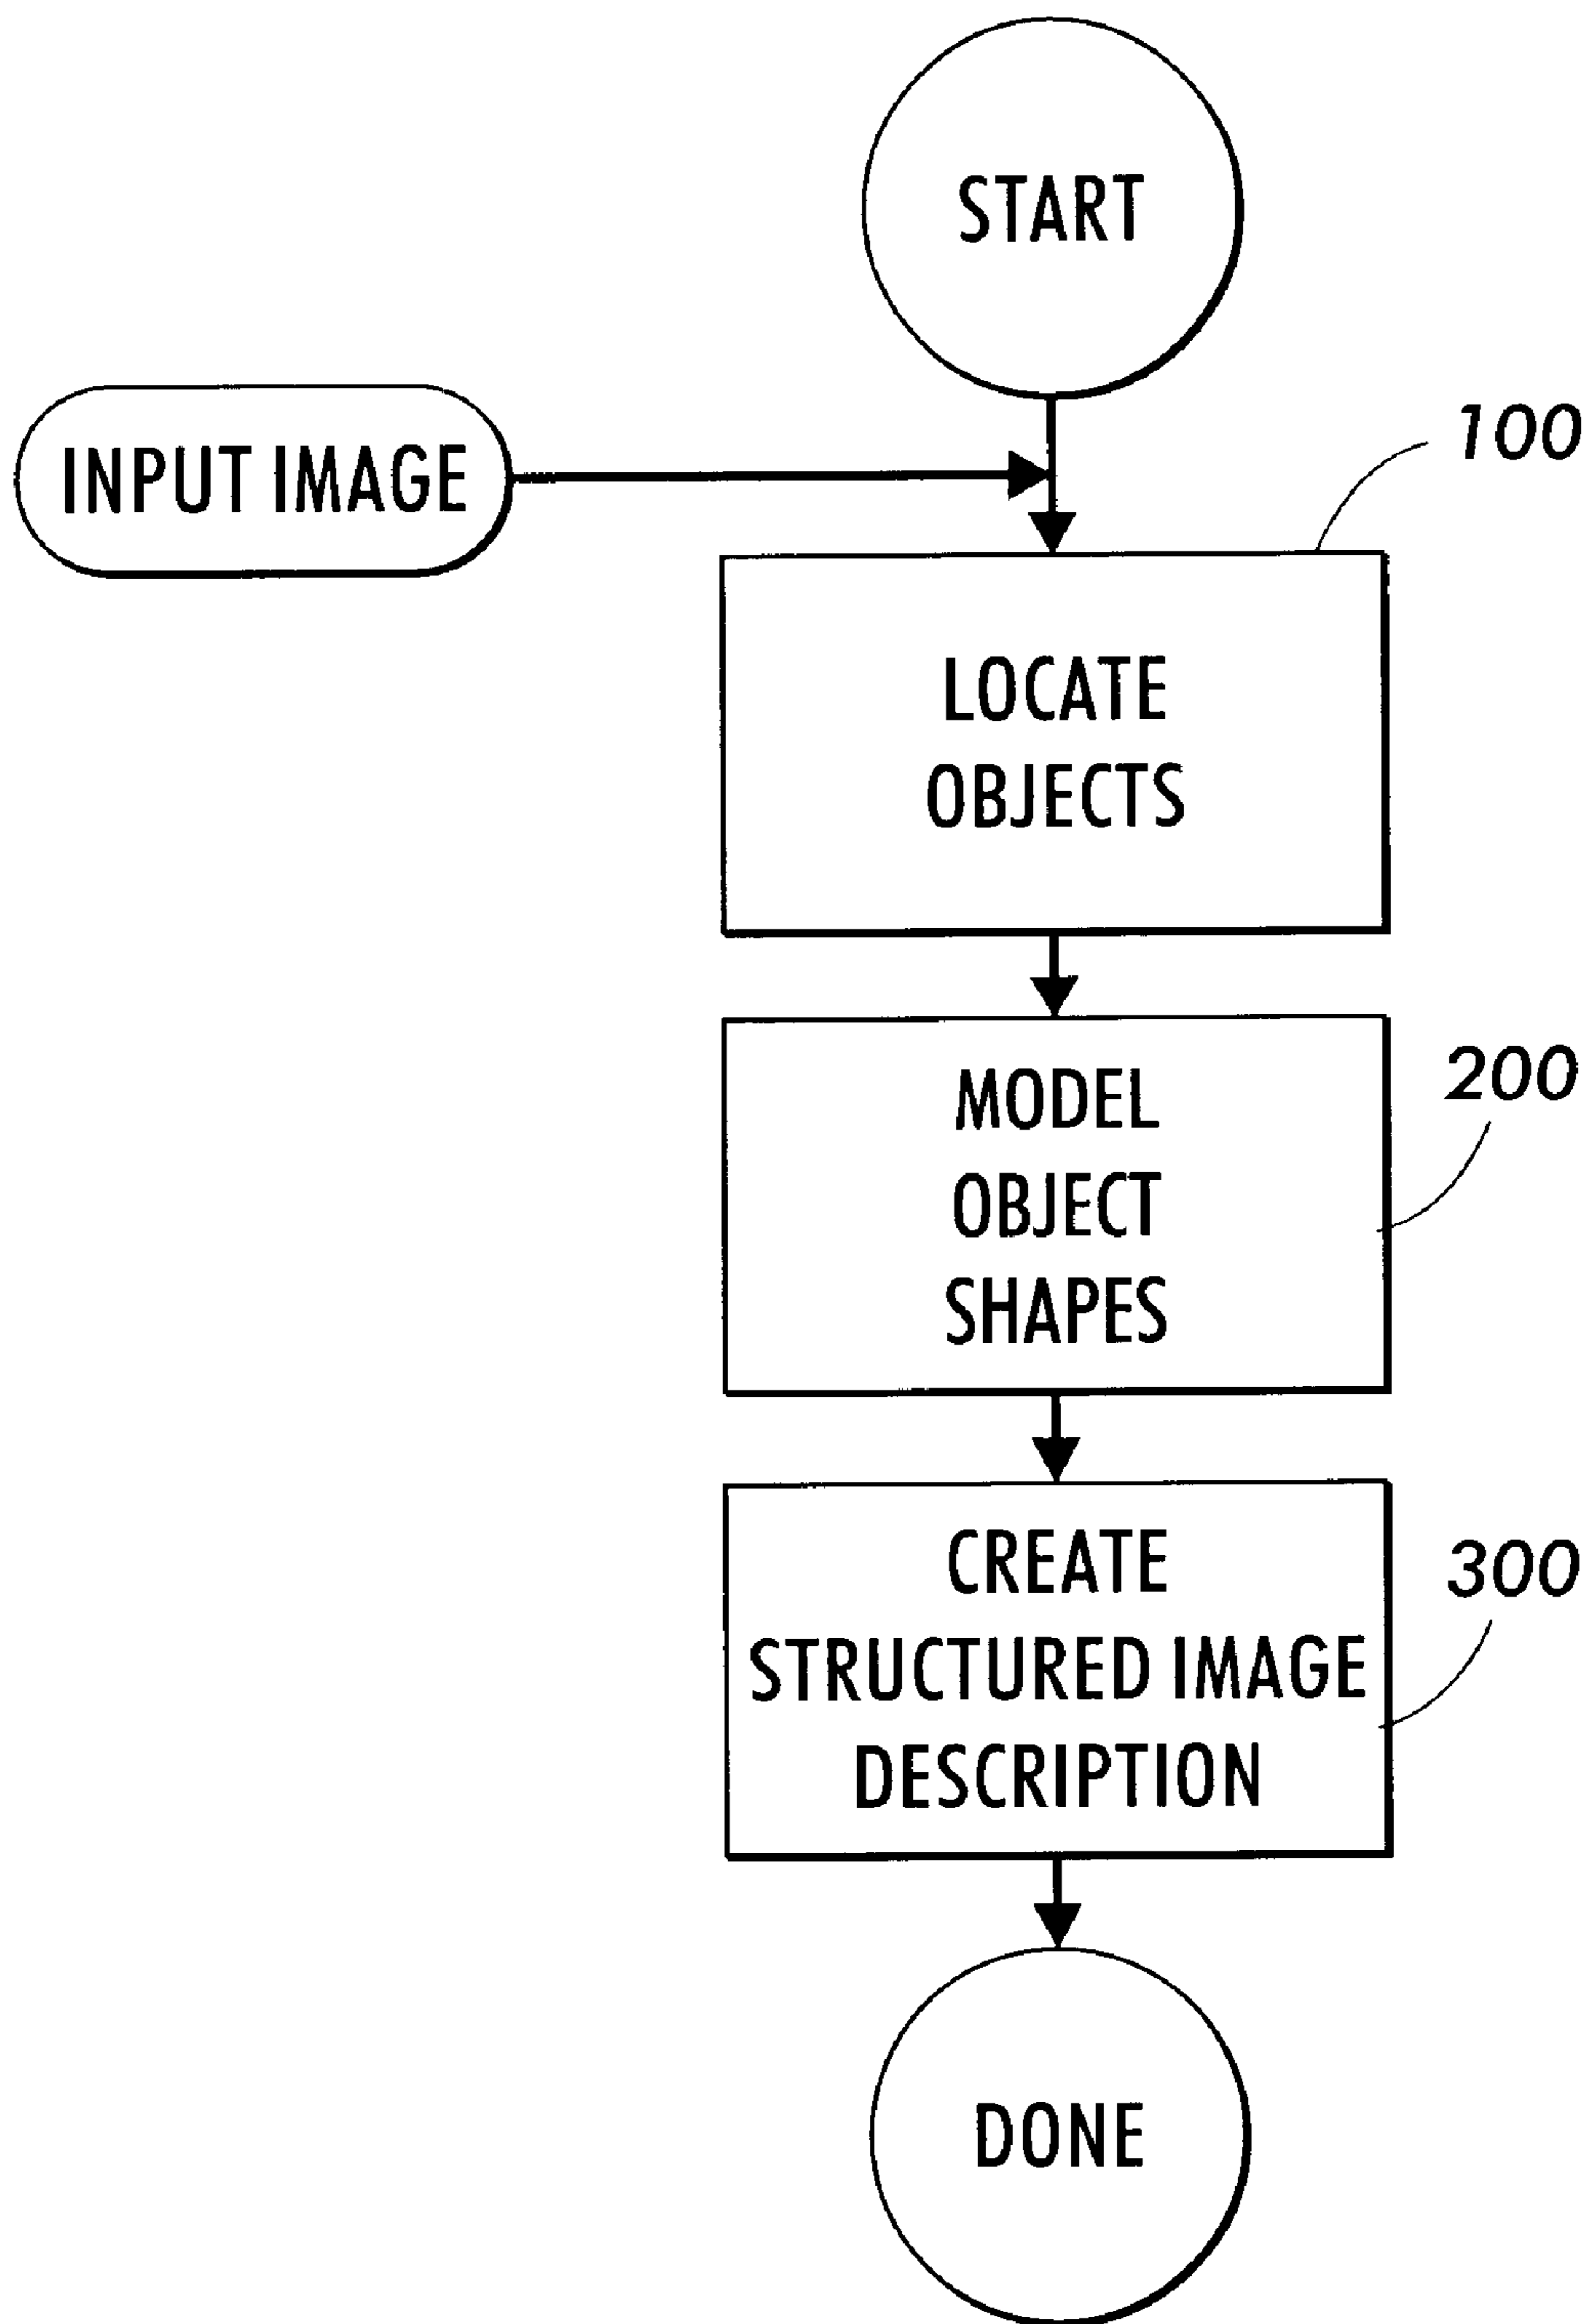 START
INPUT IMAGE
100
LOCATE
OBJECTS
200
MODEL
OBJECT
SHAPES
300
CREATE
STRUCTURED IMAGE
DESCRIPTION
DONE